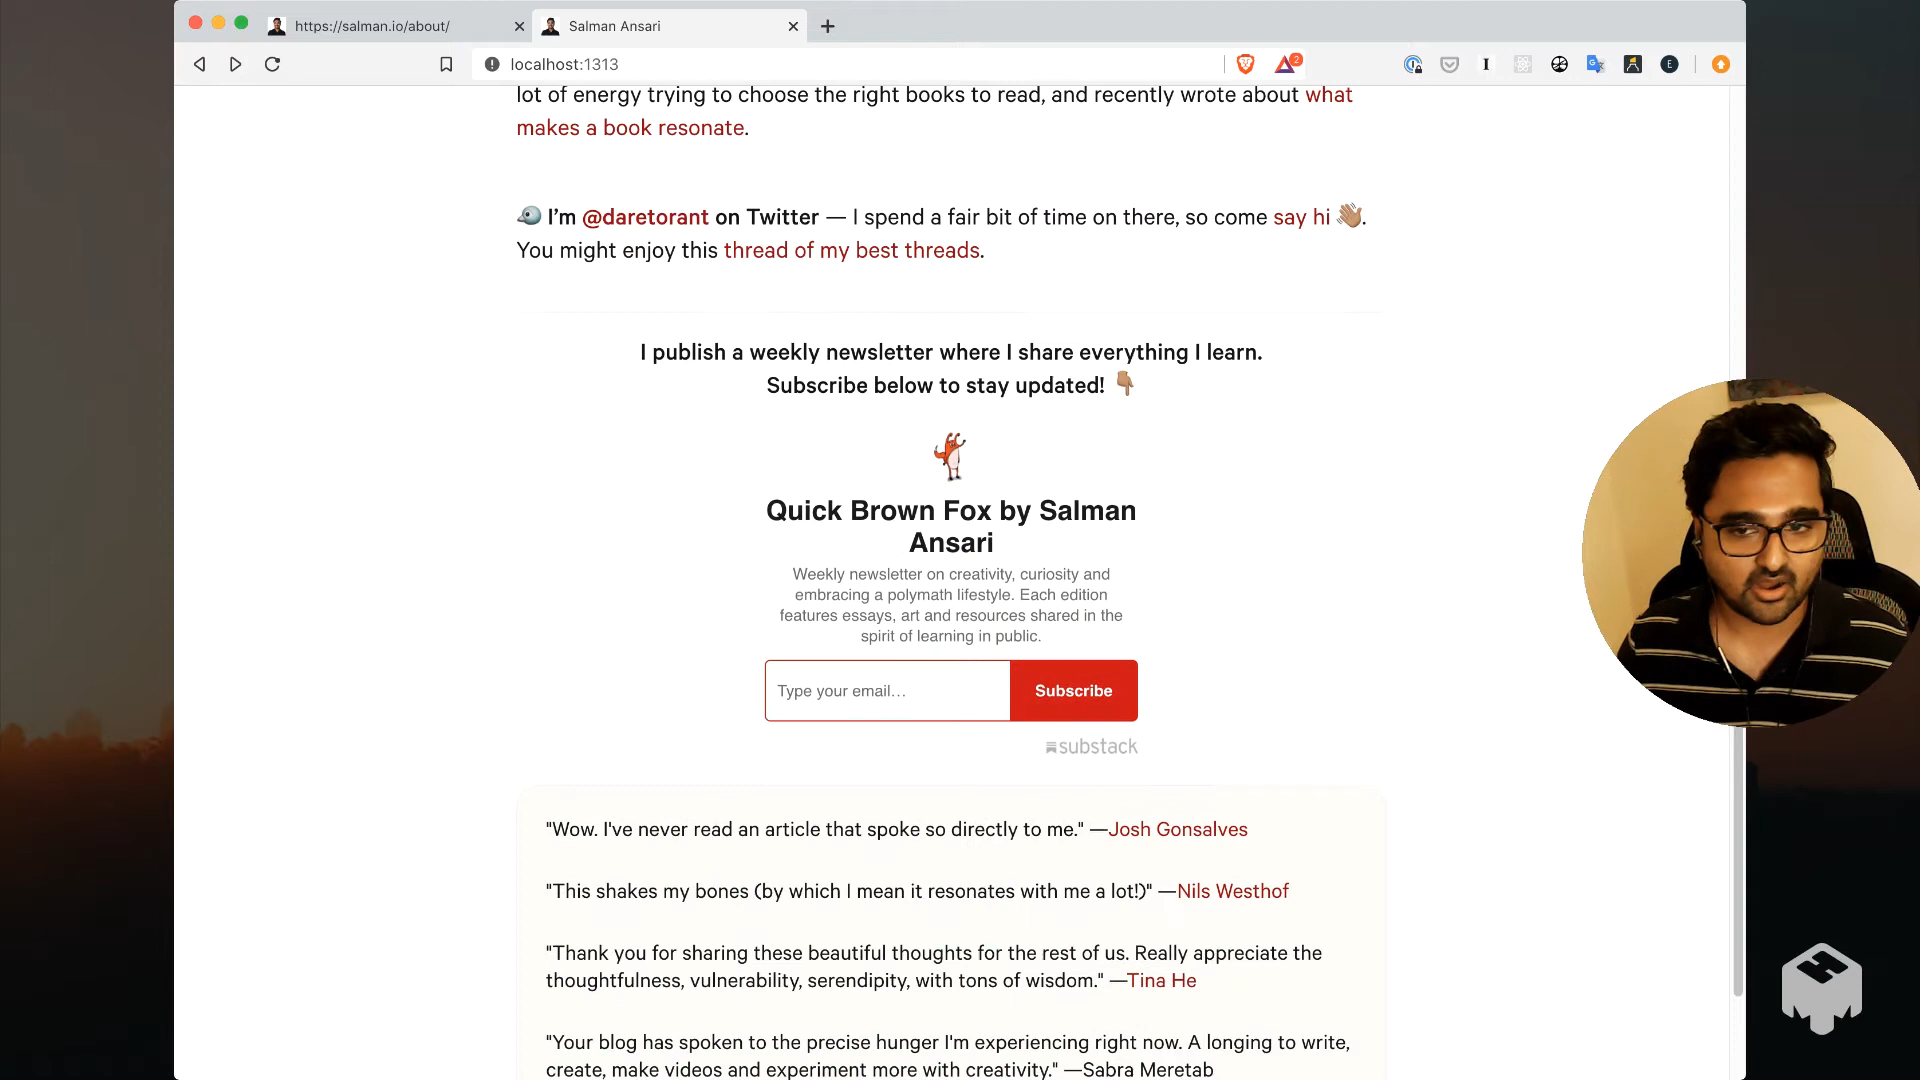 https://salman.io/about/
Salman Ansari
localhost:1313
2
E
lot of energy trying to choose the right books to read, and recently wrote about what
makes a book resonate.
I’m @daretorant on Twitter — I spend a fair bit of time on there, so come say hi 👋🏽.
You might enjoy this thread of my best threads.
I publish a weekly newsletter where I share everything I learn.
Subscribe below to stay updated! 👇🏽
Quick Brown Fox by Salman
Ansari
Weekly newsletter on creativity, curiosity and
embracing a polymath lifestyle. Each edition
features essays, art and resources shared in the
spirit of learning in public.
Type your email…
Subscribe
substack
"Wow. I've never read an article that spoke so directly to me." —Josh Gonsalves
"This shakes my bones (by which I mean it resonates with me a lot!)" —Nils Westhof
"Thank you for sharing these beautiful thoughts for the rest of us. Really appreciate the
thoughtfulness, vulnerability, serendipity, with tons of wisdom." —Tina He
"Your blog has spoken to the precise hunger I'm experiencing right now. A longing to write,
create, make videos and experiment more with creativity." —Sabra Meretab